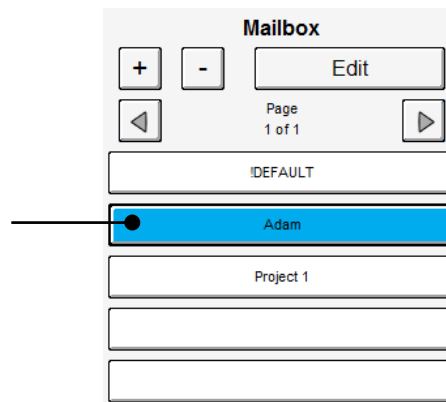 Mailbox
+ - Edit
Page
1 of 1
!DEFAULT
Adam
Project 1